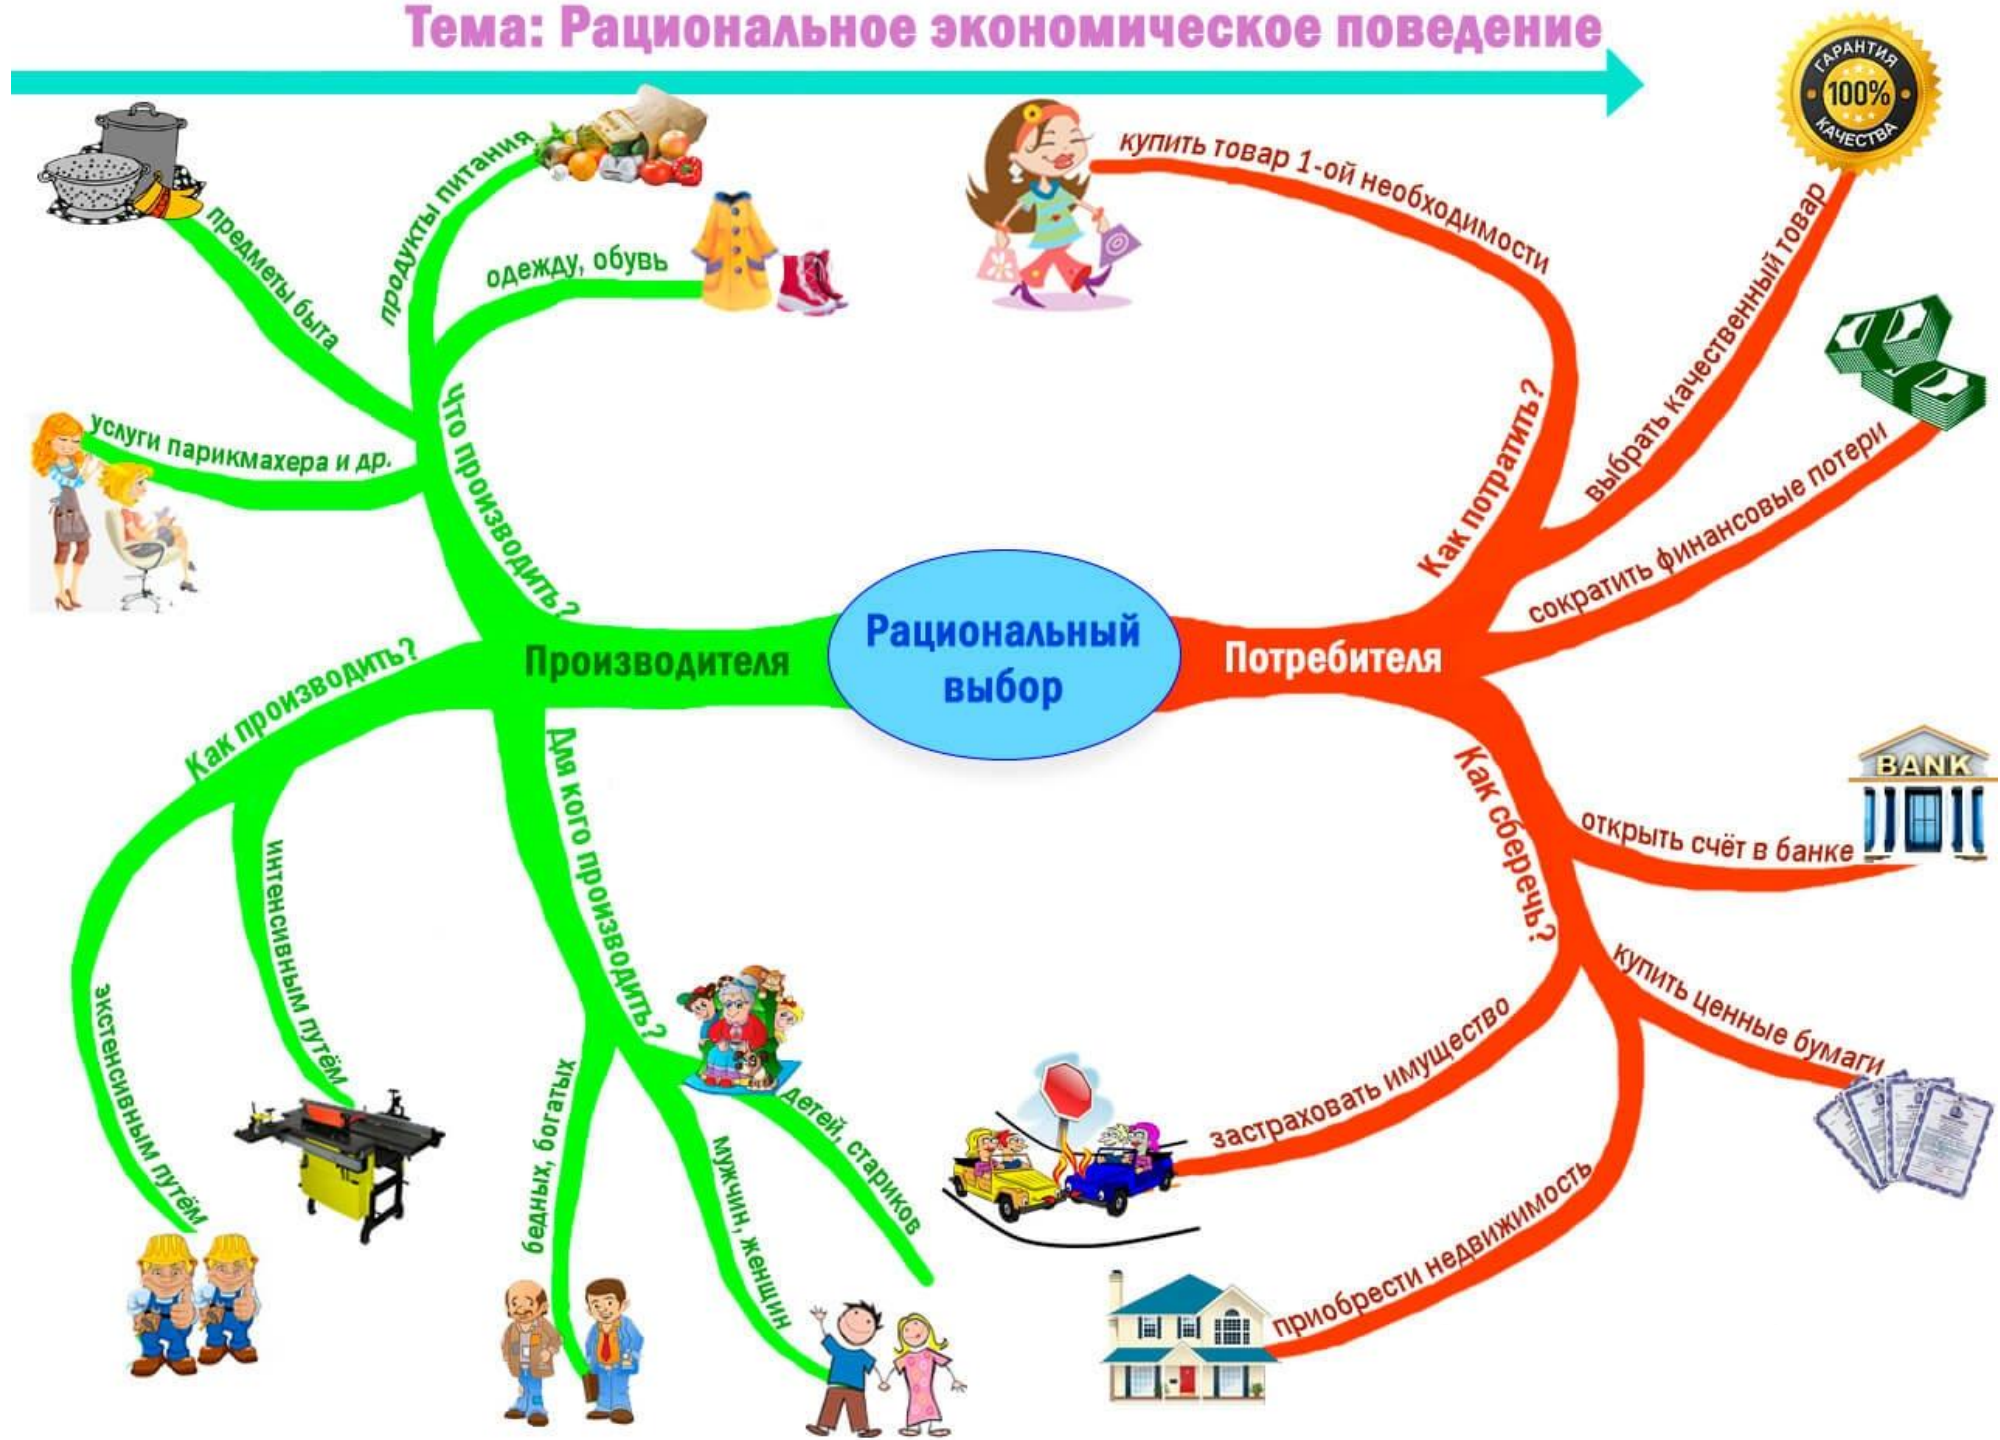 Тема: Рациональное экономическое поведение
предметы быта
продукты питания
одежду, обувь
услуги парикмахера и др.
Что производить?
купить товар 1-ой необходимости
ГАРАНТИЯ
100%
КАЧЕСТВА
Как потратить?
выбрать качественный товар
сократить финансовые потери
Производителя
Рациональный
выбор
Потребителя
Как производить?
экстенсивным путём
интенсивным путём
Для кого производить?
бедных, богатых
мужчин, женщин
детей, стариков
Как сберечь?
BANK
открыть счёт в банке
купить ценные бумаги
застраховать имущество
приобрести недвижимость